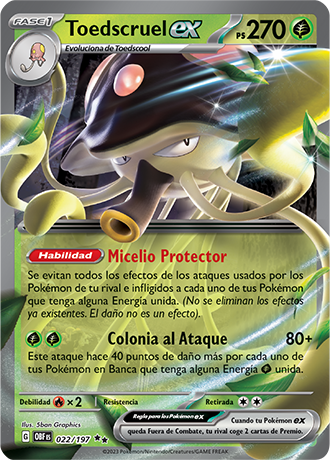 FASE 1
Toedscruel ex
PS 270
Evoluciona de Toedscool
Habilidad Micelio Protector
Se evitan todos los efectos de los ataques usados por los
Pokémon de tu rival e infligidos a cada uno de tus Pokémon
que tenga alguna Energía unida. (No se eliminan los efectos
ya existentes. El daño no es un efecto).
Colonia al Ataque 80+
Este ataque hace 40 puntos de daño más por cada uno de
tus Pokémon en Banca que tenga alguna Energía unida.
Debilidad ×2 Resistencia Retirada
Regla para los Pokémon ex
Cuando tu Pokémon ex
queda Fuera de Combate, tu rival coge 2 cartas de Premio.
Ilus. 5ban Graphics
G OBF ES 022/197
©2023 Pokémon/Nintendo/Creatures/GAME FREAK